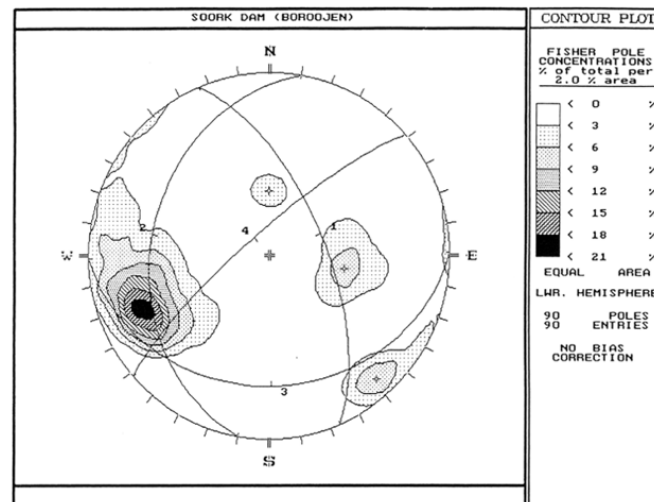 SOORK DAM (BOROOJEN)
N
W
E
S
1
2
3
4
CONTOUR PLOT
FISHER POLE
CONCENTRATIONS
% of total per
2.0 % area
< 0 %
< 3 %
< 6 %
< 9 %
< 12 %
< 15 %
< 18 %
< 21 %
EQUAL AREA
LWR. HEMISPHERE
90 POLES
90 ENTRIES
NO BIAS
CORRECTION